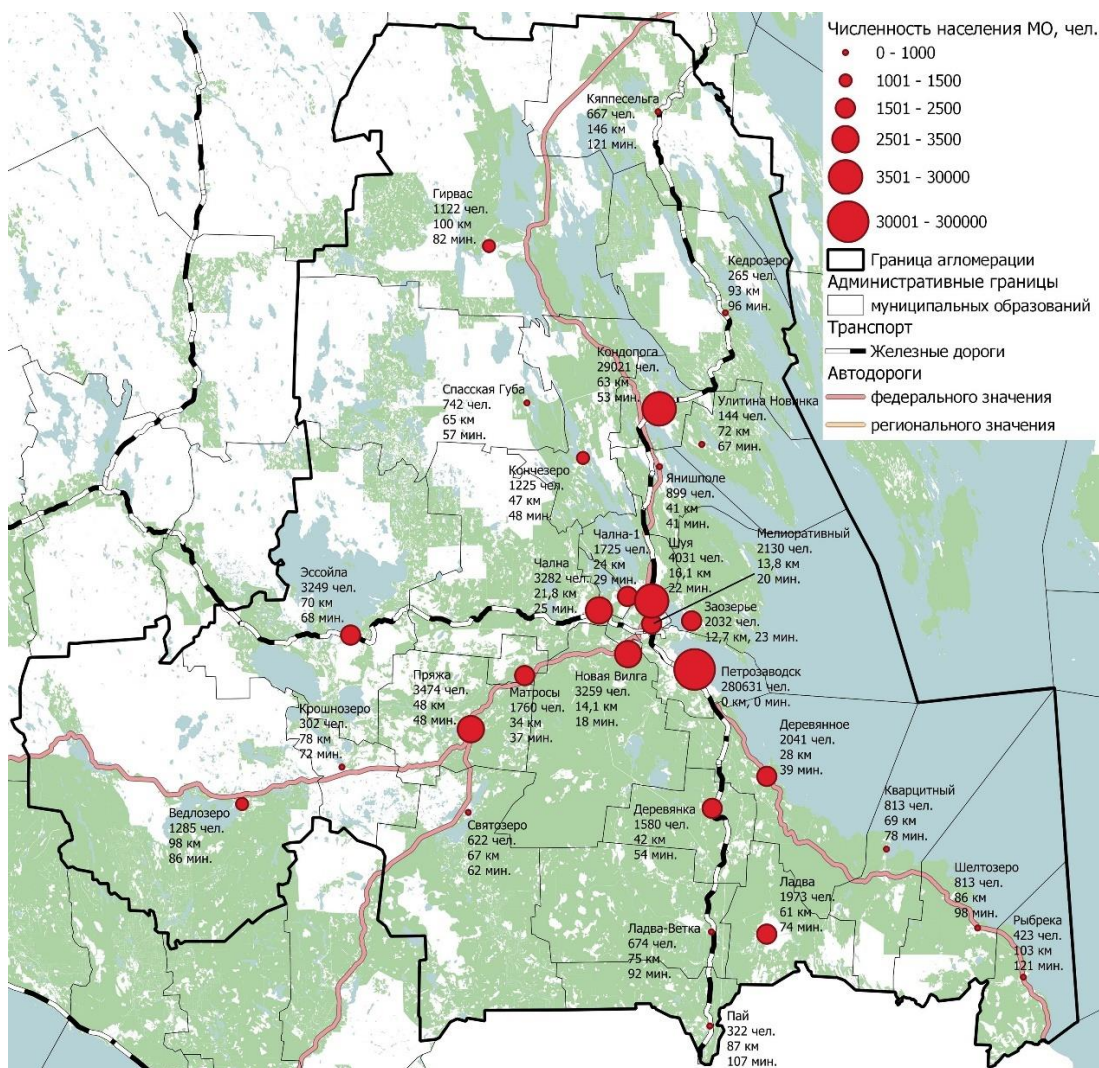 Численность населения МО, чел.
0 - 1000
1001 - 1500
1501 - 2500
2501 - 3500
3501 - 30000
30001 - 300000
Граница агломерации
Административные границы
муниципальных образований
Транспорт
Железные дороги
Автодороги
федерального значения
регионального значения
Кяппесельга
667 чел.
146 км
121 мин.
Гирвас
1122 чел.
100 км
82 мин.
Кедрозеро
265 чел.
93 км
96 мин.
Кондопога
29021 чел.
63 км
53 мин.
Спасская Губа
742 чел.
65 км
57 мин.
Улитина Новинка
144 чел.
72 км
67 мин.
Кончезеро
1225 чел.
47 км
48 мин.
Янишполе
899 чел.
41 км
41 мин.
Мелиоративный
2130 чел.
13,8 км
20 мин.
Чална-1
1725 чел.
24 км
29 мин.
Шуя
4031 чел.
16,1 км
22 мин.
Чална
3282 чел.
21,8 км
25 мин.
Эссойла
3249 чел.
70 км
68 мин.
Заозерье
2032 чел.
12,7 км, 23 мин.
Петрозаводск
280631 чел.
0 км, 0 мин.
Пряжа
3474 чел.
48 км
48 мин.
Матросы
1760 чел.
34 км
37 мин.
Новая Вилга
3259 чел.
14,1 км
18 мин.
Крошнозеро
302 чел.
78 км
72 мин.
Деревянное
2041 чел.
28 км
39 мин.
Ведлозеро
1285 чел.
98 км
86 мин.
Святозеро
622 чел.
67 км
62 мин.
Деревянка
1580 чел.
42 км
54 мин.
Кварцитный
813 чел.
69 км
78 мин.
Ладва
1973 чел.
61 км
74 мин.
Шелтозеро
813 чел.
86 км
98 мин.
Рыбрека
423 чел.
103 км
121 мин.
Ладва-Ветка
674 чел.
75 км
92 мин.
Пай
322 чел.
87 км
107 мин.